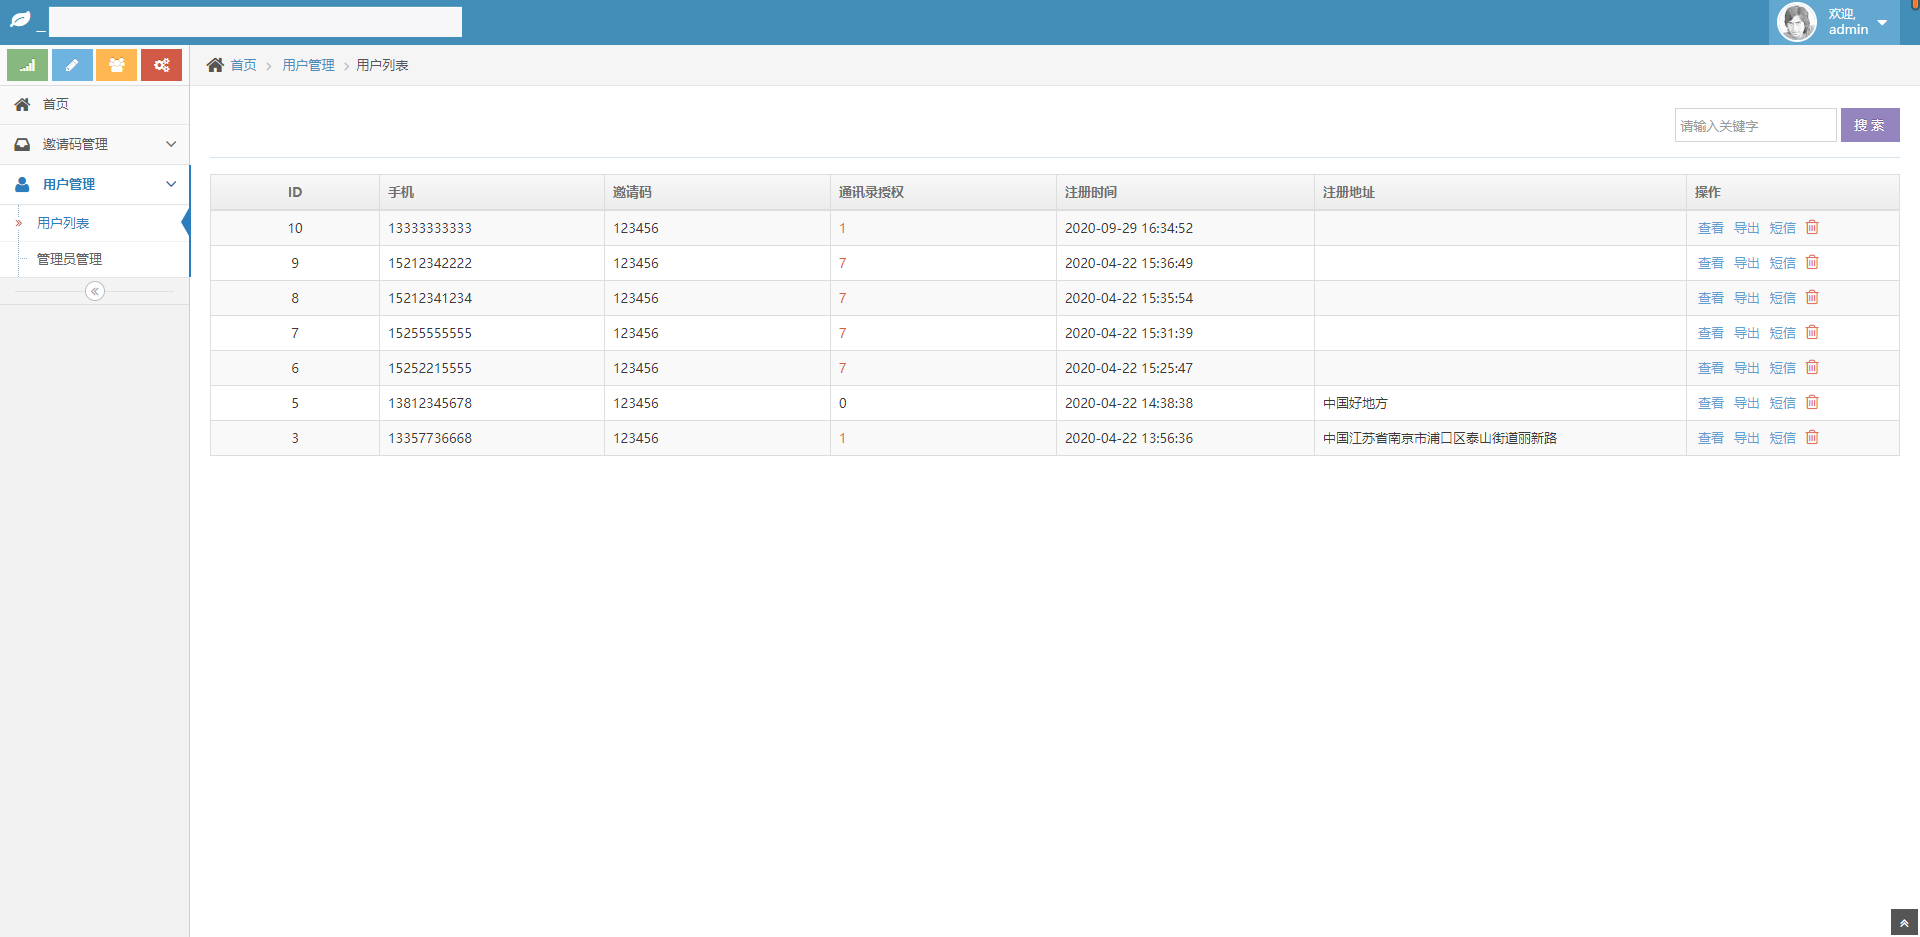 欢迎,
admin
首页 用户管理 用户列表
首页
邀请码管理
用户管理
用户列表
管理员管理
请输入关键字 搜索
ID 手机 邀请码 通讯录授权 注册时间 注册地址 操作
10 13333333333 123456 1 2020-09-29 16:34:52 查看 导出 短信
9 15212342222 123456 7 2020-04-22 15:36:49 查看 导出 短信
8 15212341234 123456 7 2020-04-22 15:35:54 查看 导出 短信
7 15255555555 123456 7 2020-04-22 15:31:39 查看 导出 短信
6 15252215555 123456 7 2020-04-22 15:25:47 查看 导出 短信
5 13812345678 123456 0 2020-04-22 14:38:38 中国好地方 查看 导出 短信
3 13357736668 123456 1 2020-04-22 13:56:36 中国江苏省南京市浦口区泰山街道丽新路 查看 导出 短信